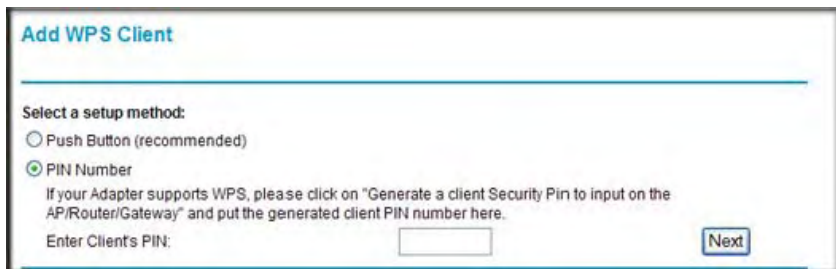 Add WPS Client
Select a setup method:
Push Button (recommended)
PIN Number
If your Adapter supports WPS, please click on "Generate a client Security Pin to input on the
AP/Router/Gateway" and put the generated client PIN number here.
Enter Client's PIN:
Next